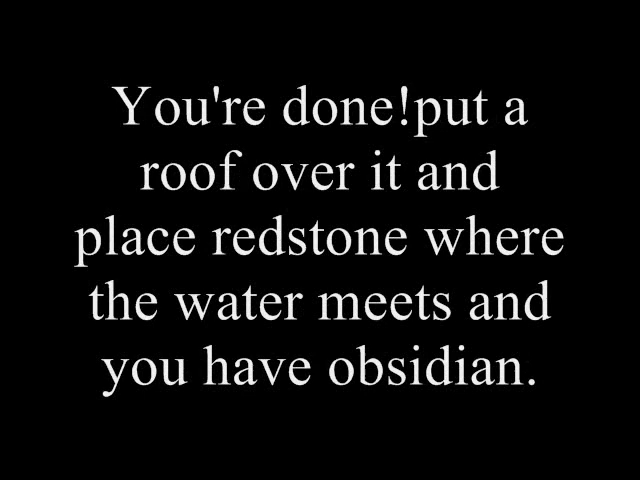 You're done!put a
roof over it and
place redstone where
the water meets and
you have obsidian.